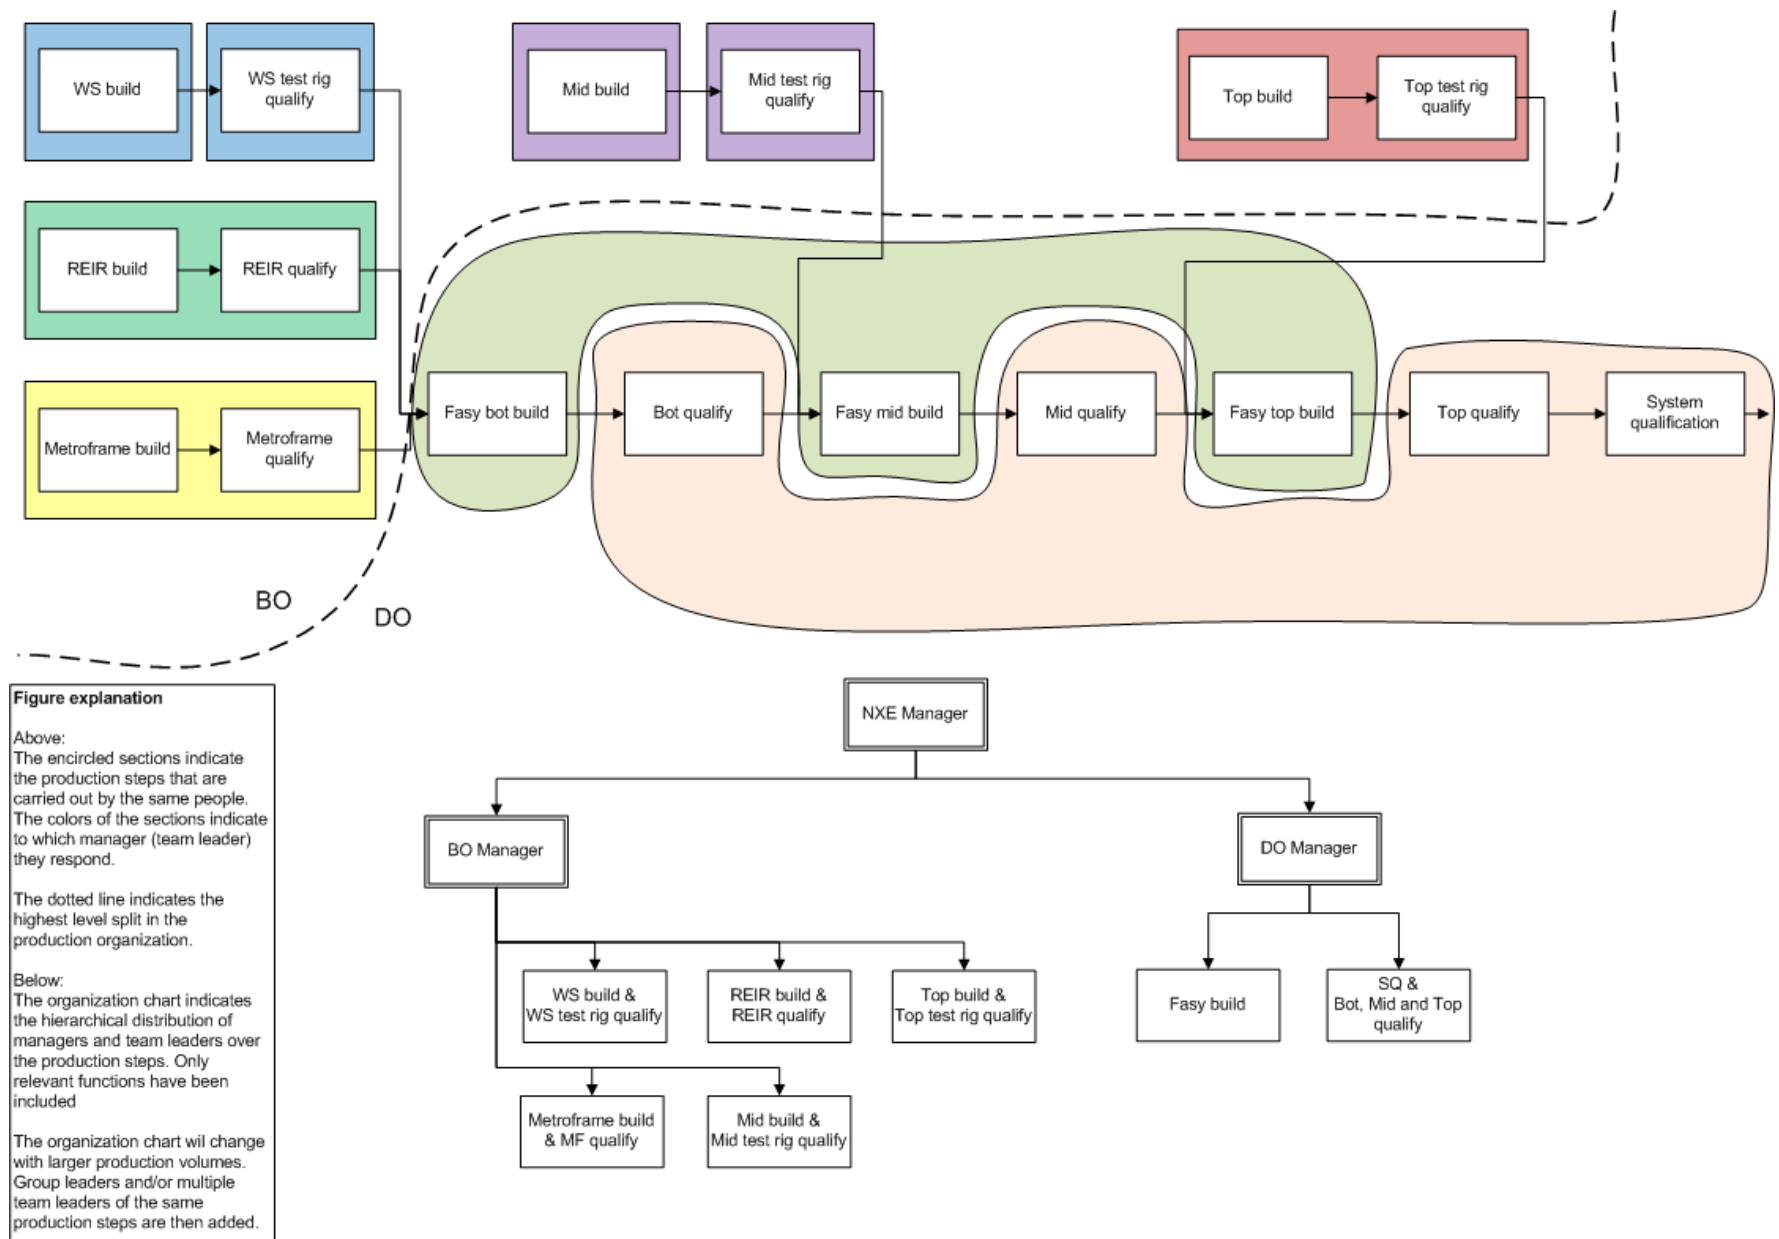 WS build
WS test rig
qualify
Mid build
Mid test rig
qualify
Top build
Top test rig
qualify
REIR build
REIR qualify
Metroframe build
Metroframe
qualify
Fasy bot build
Bot qualify
Fasy mid build
Mid qualify
Fasy top build
Top qualify
System
qualification
BO
DO
Figure explanation
Above:
The encircled sections indicate
the production steps that are
carried out by the same people.
The colors of the sections indicate
to which manager (team leader)
they respond.
The dotted line indicates the
highest level split in the
production organization.
Below:
The organization chart indicates
the hierarchical distribution of
managers and team leaders over
the production steps. Only
relevant functions have been
included
The organization chart wil change
with larger production volumes.
Group leaders and/or multiple
team leaders of the same
production steps are then added.
NXE Manager
BO Manager
DO Manager
WS build &
WS test rig qualify
REIR build &
REIR qualify
Top build &
Top test rig qualify
Fasy build
SQ &
Bot, Mid and Top
qualify
Metroframe build
& MF qualify
Mid build &
Mid test rig qualify